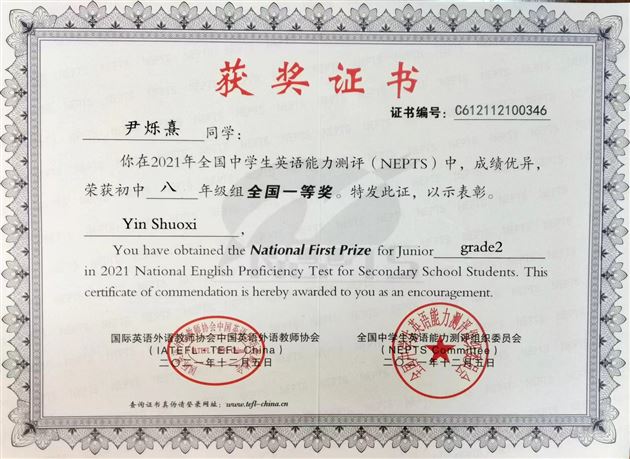 获奖证书
证书编号：C612112100346
尹烁熹同学：
你在2021年全国中学生英语能力测评（NEPTS）中，成绩优异，
荣获初中八年级组全国一等奖。特发此证，以示表彰。
Yin Shuoxi,
You have obtained the National First Prize for Junior grade2
in 2021 National English Proficiency Test for Secondary School Students. This
certificate of commendation is hereby awarded to you as an encouragement.
国际英语外语教师协会中国英语外语教师协会
（IATEFL TEFL China）
二〇二一年十二月五日
全国中学生英语能力测评组织委员会
（NEPTS Committee）
二〇二一年十二月五日
查询证书真伪请登录网址：www.tefl-china.cn